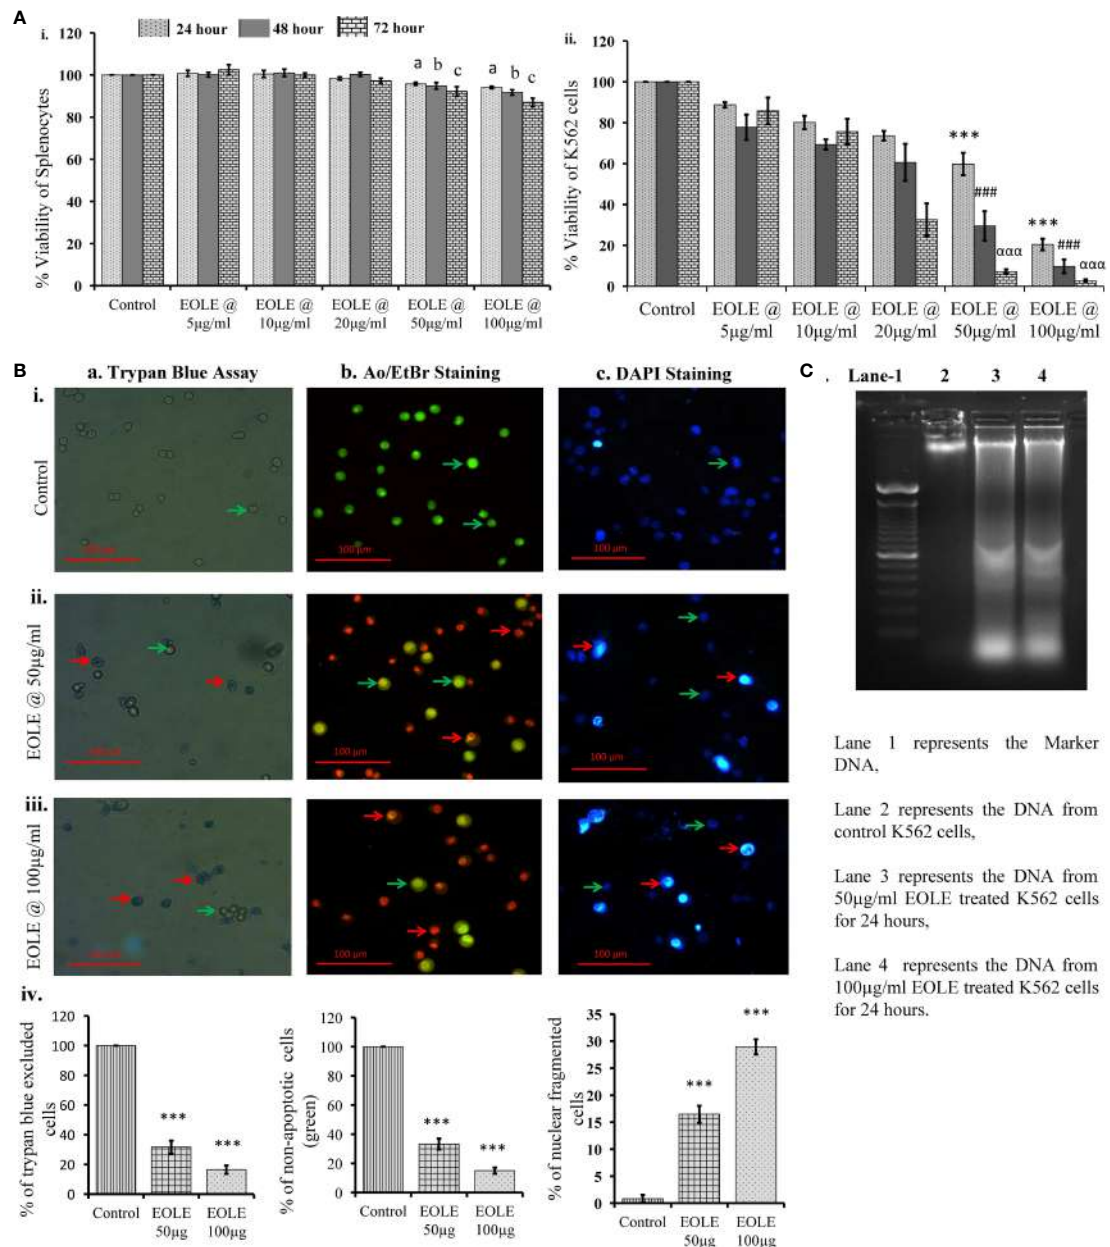 A
i.
24 hour 48 hour 72 hour
% Viability of Splenocytes
120
100
80
60
40
20
0
a b c a b c
Control EOLE @ EOLE @ EOLE @ EOLE @ EOLE @
5µg/ml 10µg/ml 20µg/ml 50µg/ml 100µg/ml
ii.
% Viability of K562 cells
120
100
80
60
40
20
0
*** ### ααα *** ### ααα
Control EOLE @ EOLE @ EOLE @ EOLE @ EOLE @
5µg/ml 10µg/ml 20µg/ml 50µg/ml 100µg/ml
B
a. Trypan Blue Assay b. Ao/EtBr Staining c. DAPI Staining
i.
Control
100 µm 100 µm 100 µm
ii.
EOLE @ 50µg/ml
100 µm 100 µm 100 µm
iii.
EOLE @ 100µg/ml
100 µm 100 µm 100 µm
iv.
% of trypan blue excluded
cells
120
100
80
60
40
20
0
*** ***
Control EOLE EOLE
50µg 100µg
% of non-apoptotic cells
(green)
120
100
80
60
40
20
0
*** ***
Control EOLE EOLE
50µg 100µg
% of nuclear fragmented
cells
35
30
25
20
15
10
5
0
*** ***
Control EOLE EOLE
50µg 100µg
C
. Lane-1 2 3 4
Lane 1 represents the Marker
DNA,
Lane 2 represents the DNA from
control K562 cells,
Lane 3 represents the DNA from
50µg/ml EOLE treated K562 cells
for 24 hours,
Lane 4 represents the DNA from
100µg/ml EOLE treated K562 cells
for 24 hours.